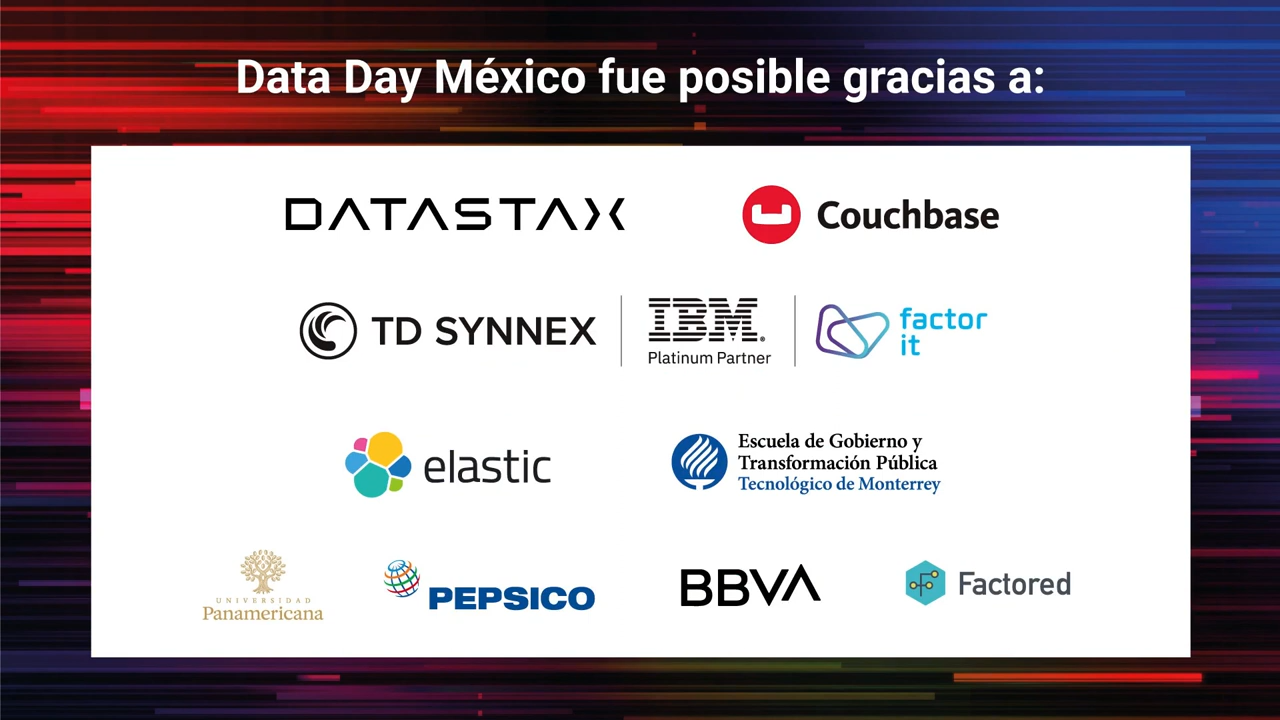 Data Day México fue posible gracias a:
DATASTAX
Couchbase
TD SYNNEX
IBM®
Platinum Partner
factor
it
elastic
Escuela de Gobierno y
Transformación Pública
Tecnológico de Monterrey
UNIVERSIDAD
Panamericana
PEPSICO
BBVA
Factored